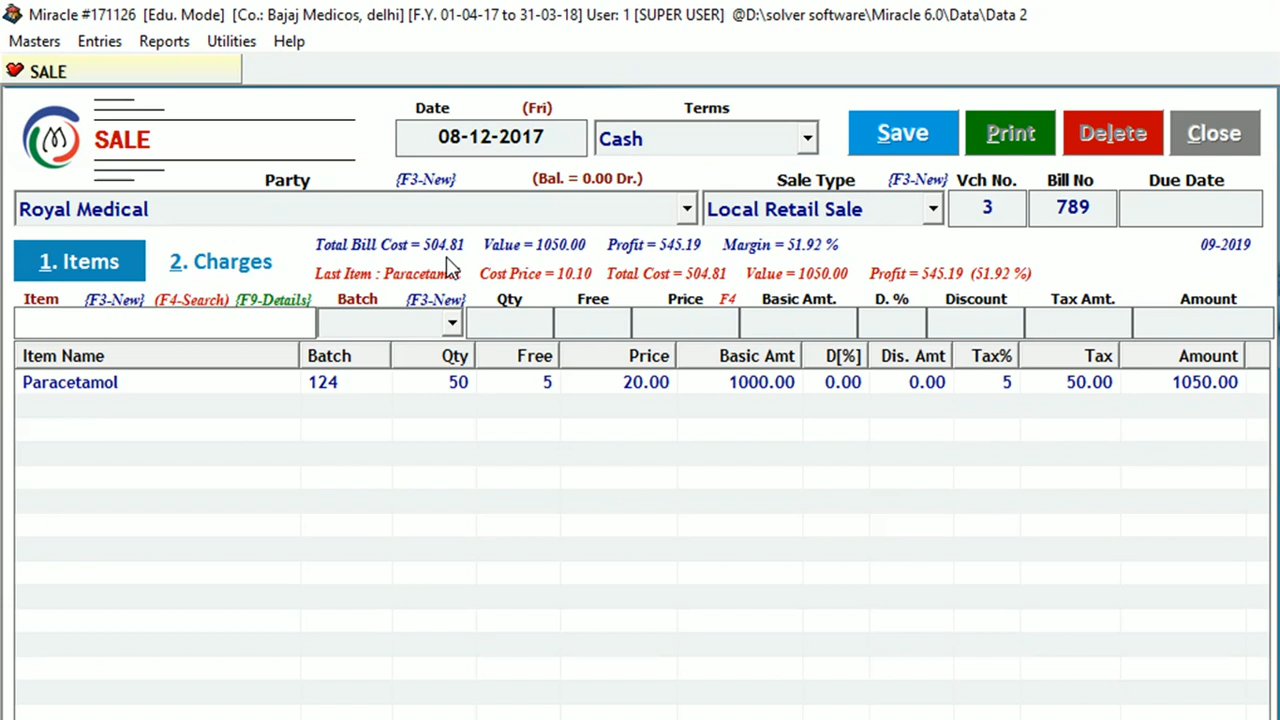 Miracle #171126 [Edu. Mode] [Co.: Bajaj Medicos, delhi] [F.Y. 01-04-17 to 31-03-18] User: 1 [SUPER USER] @D:\solver software\Miracle 6.0\Data\Data 2
Masters Entries Reports Utilities Help
SALE
Date (Fri) Terms
SALE 08-12-2017 Cash Save Print Delete Close
Party {F3-New} (Bal. = 0.00 Dr.) Sale Type {F3-New} Vch No. Bill No Due Date
Royal Medical Local Retail Sale 3 789
Total Bill Cost = 504.81 Value = 1050.00 Profit = 545.19 Margin = 51.92 % 09-2019
1. Items 2. Charges
Last Item : Paracetamol Cost Price = 10.10 Total Cost = 504.81 Value = 1050.00 Profit = 545.19 (51.92 %)
Item {F3-New} (F4-Search) {F9-Details} Batch {F3-New} Qty Free Price F4 Basic Amt. D. % Discount Tax Amt. Amount
Item Name Batch Qty Free Price Basic Amt D[%] Dis. Amt Tax% Tax Amount
Paracetamol 124 50 5 20.00 1000.00 0.00 0.00 5 50.00 1050.00